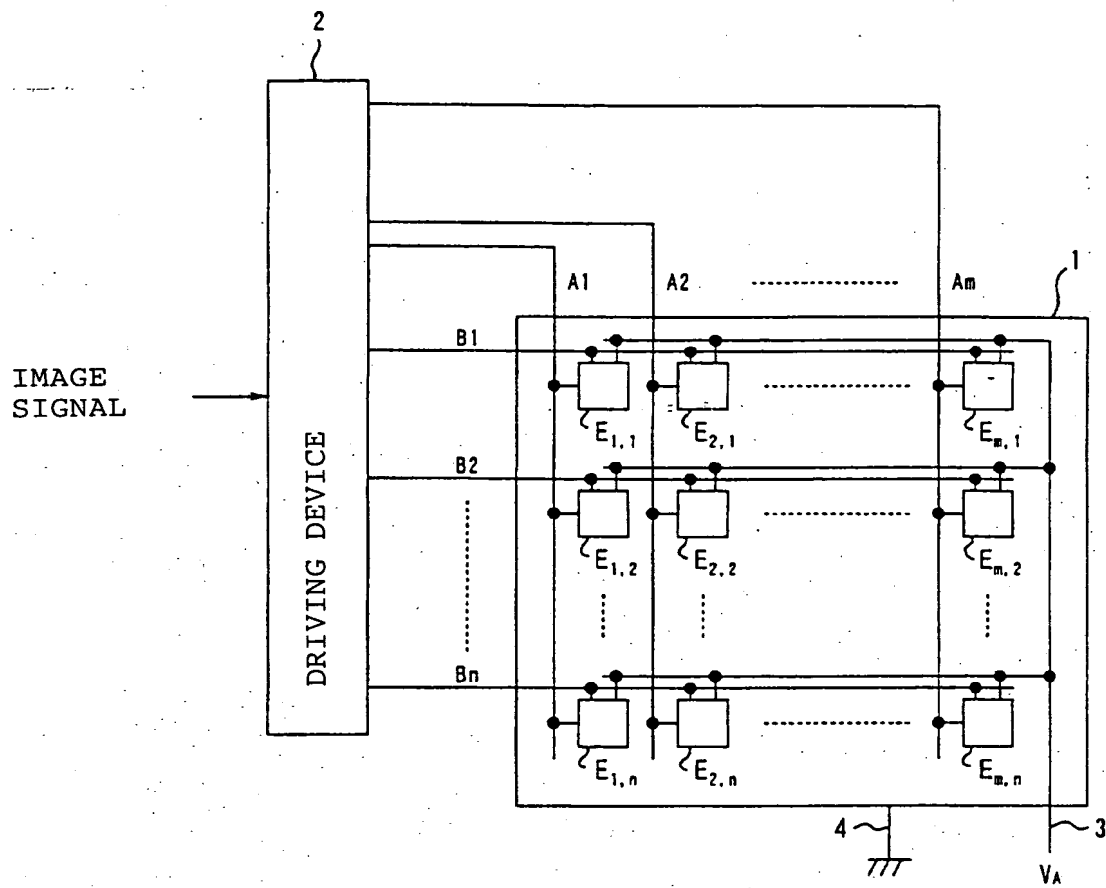 2
1
A1 A2 Am
B1
IMAGE
SIGNAL
E1,1 E2,1 Em,1
B2
DRIVING DEVICE
E1,2 E2,2 Em,2
Bn
E1,n E2,n Em,n
4 3
VA